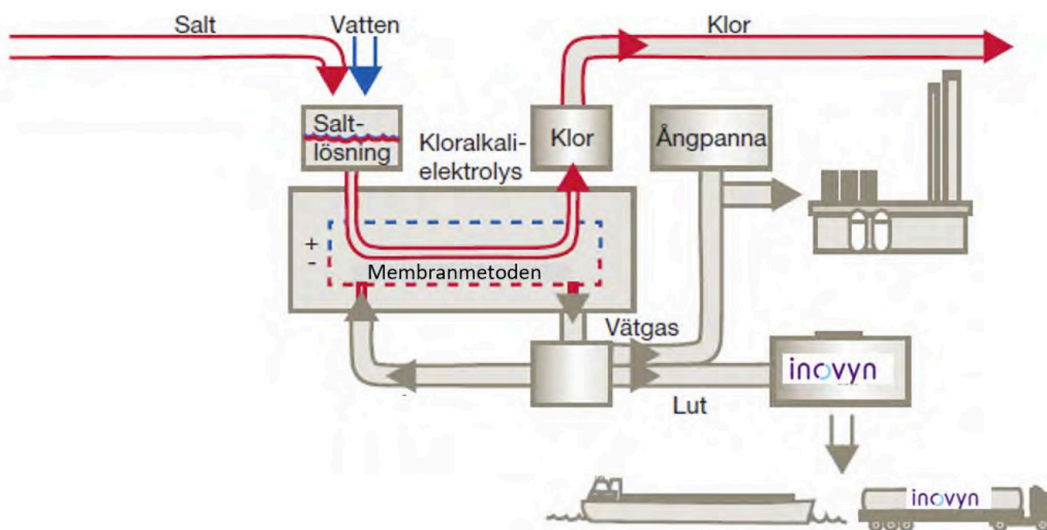 Salt
Vatten
Klor
Salt-
lösning
Kloralkali-
elektrolys
Klor
Ångpanna
+
-
Membranmetoden
Vätgas
inovyn
Lut
inovyn